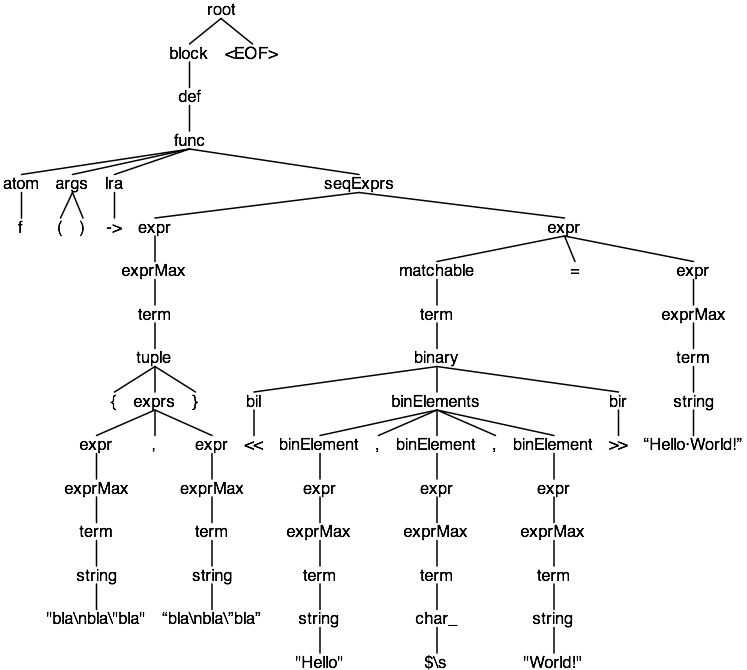 root
block <EOF>
def
func
atom args lra seqExprs
f ( ) -> expr expr
exprMax matchable = expr
term term exprMax
tuple binary term
{ exprs } bil binElements bir string
expr , expr << binElement , binElement , binElement >> “Hello·World!”
exprMax exprMax expr expr expr
term term exprMax exprMax exprMax
string string term term term
"bla\nbla\"bla" “bla\nbla\”bla” string char_ string
"Hello" $\s "World!"